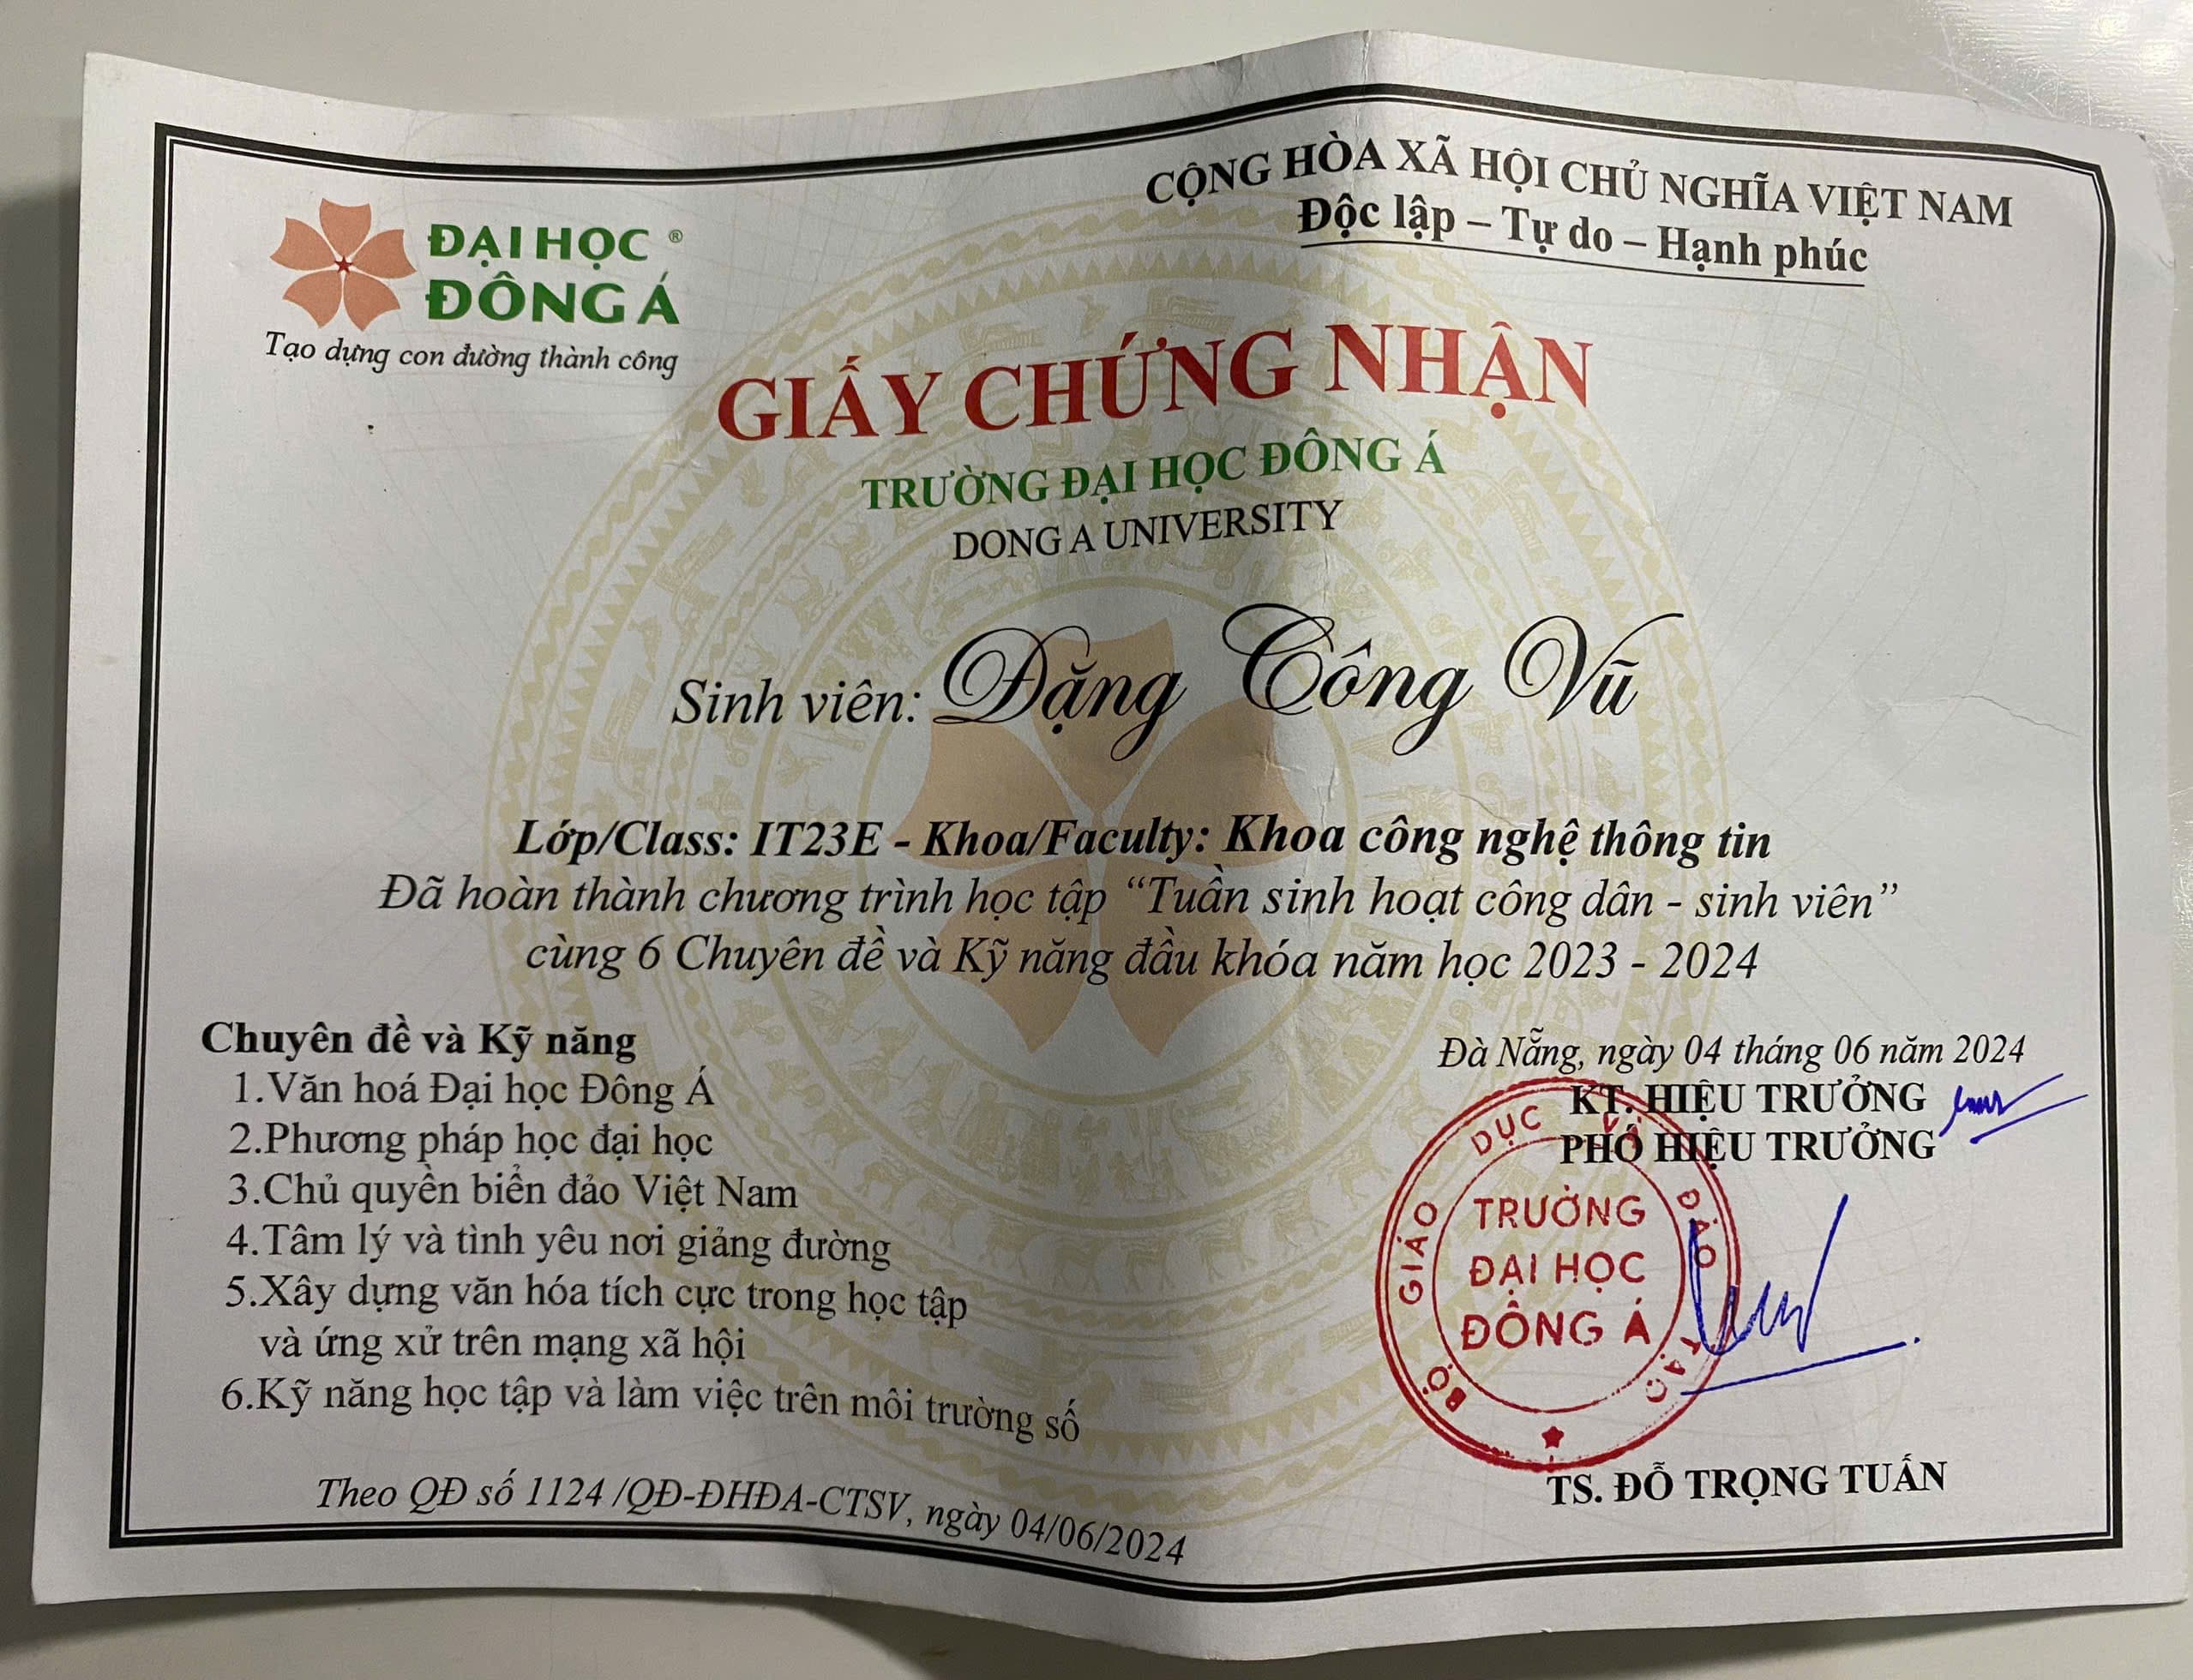 ĐẠI HỌC ®
ĐÔNG Á
Tạo dựng con đường thành công
CỘNG HÒA XÃ HỘI CHỦ NGHĨA VIỆT NAM
Độc lập – Tự do – Hạnh phúc
GIẤY CHỨNG NHẬN
TRƯỜNG ĐẠI HỌC ĐÔNG Á
DONG A UNIVERSITY
Sinh viên: Đặng Công Vũ
Lớp/Class: IT23E - Khoa/Faculty: Khoa công nghệ thông tin
Đã hoàn thành chương trình học tập “Tuần sinh hoạt công dân - sinh viên”
cùng 6 Chuyên đề và Kỹ năng đầu khóa năm học 2023 - 2024
Chuyên đề và Kỹ năng
1.Văn hoá Đại học Đông Á
2.Phương pháp học đại học
3.Chủ quyền biển đảo Việt Nam
4.Tâm lý và tình yêu nơi giảng đường
5.Xây dựng văn hóa tích cực trong học tập
và ứng xử trên mạng xã hội
6.Kỹ năng học tập và làm việc trên môi trường số
Theo QĐ số 1124 /QĐ-ĐHĐA-CTSV, ngày 04/06/2024
Đà Nẵng, ngày 04 tháng 06 năm 2024
KT. HIỆU TRƯỞNG
PHÓ HIỆU TRƯỞNG
BỘ GIÁO DỤC VÀ ĐÀO TẠO
TRƯỜNG
ĐẠI HỌC
ĐÔNG Á
TS. ĐỖ TRỌNG TUẤN